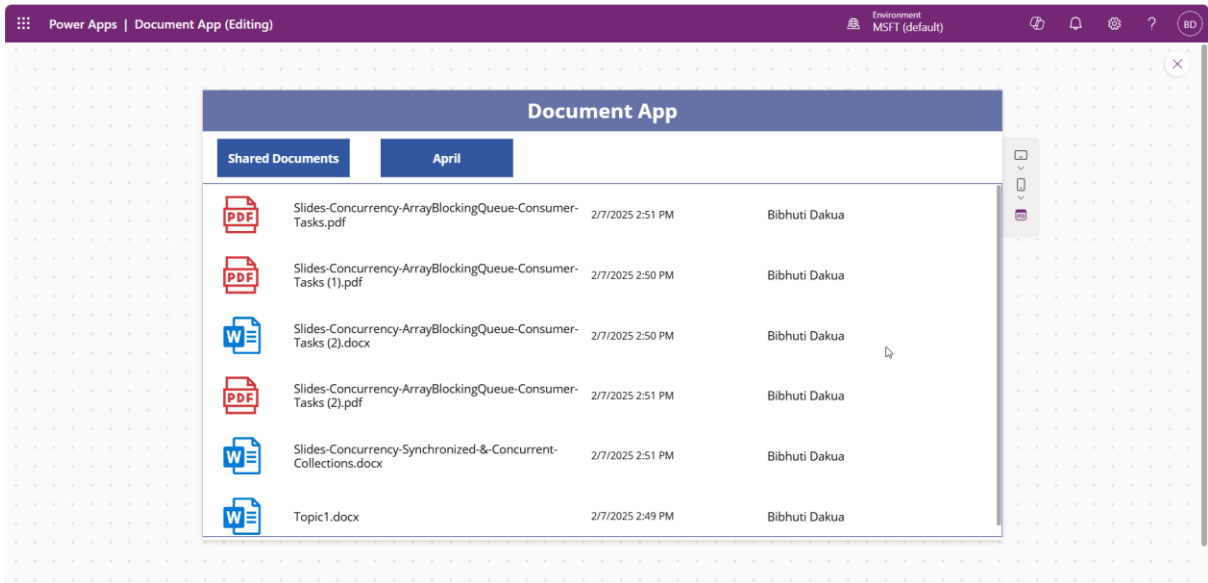 Power Apps | Document App (Editing)
Environment
MSFT (default)
?
BD
Document App
Shared Documents
April
PDF
Slides-Concurrency-ArrayBlockingQueue-Consumer-
Tasks.pdf
2/7/2025 2:51 PM
Bibhuti Dakua
PDF
Slides-Concurrency-ArrayBlockingQueue-Consumer-
Tasks (1).pdf
2/7/2025 2:50 PM
Bibhuti Dakua
W
Slides-Concurrency-ArrayBlockingQueue-Consumer-
Tasks (2).docx
2/7/2025 2:50 PM
Bibhuti Dakua
PDF
Slides-Concurrency-ArrayBlockingQueue-Consumer-
Tasks (2).pdf
2/7/2025 2:51 PM
Bibhuti Dakua
W
Slides-Concurrency-Synchronized-&-Concurrent-
Collections.docx
2/7/2025 2:51 PM
Bibhuti Dakua
W
Topic1.docx
2/7/2025 2:49 PM
Bibhuti Dakua